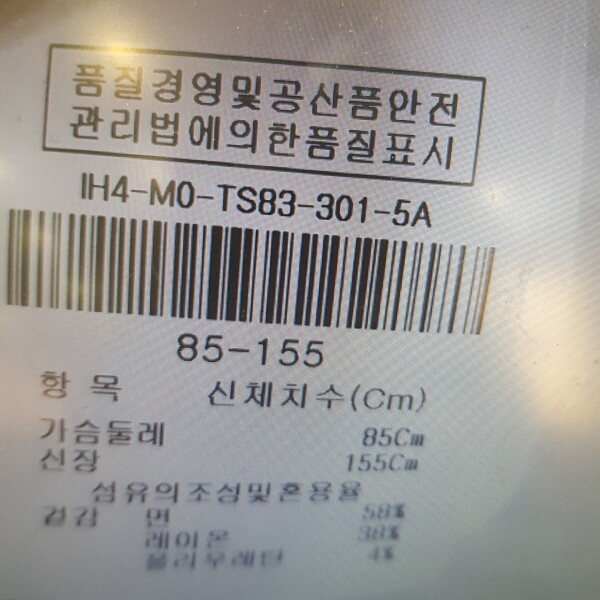 품질경영및공산품안전
관리법에의한품질표시
IH4-M0-TS83-301-5A
85-155
항 목 신체치수(Cm)
가슴둘레 85Cm
신장 155Cm
섬유의조성및혼용율
겉감 면 58%
레이온 38%
폴리우레탄 4%